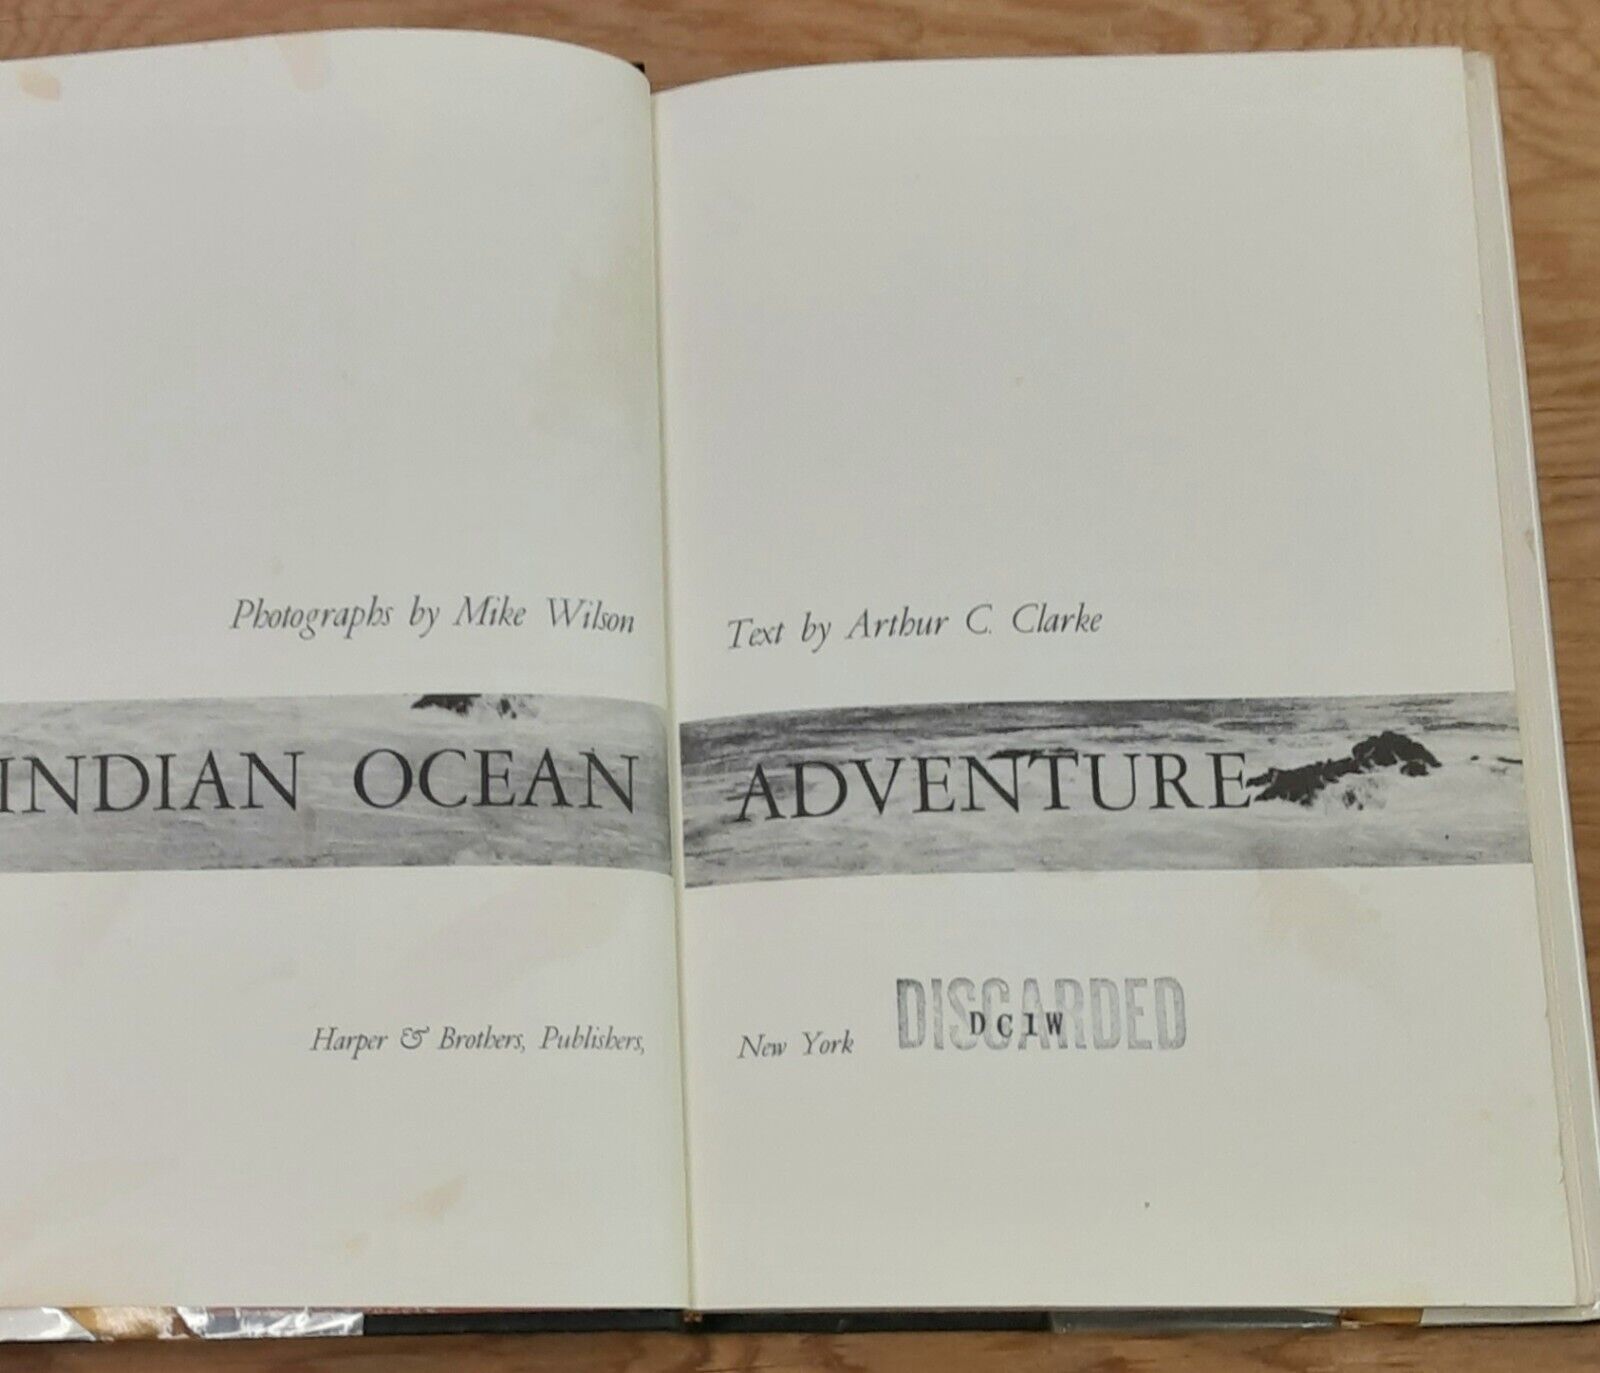 Photographs by Mike Wilson
Text by Arthur C. Clarke
INDIAN OCEAN ADVENTURE
Harper & Brothers, Publishers, New York
DISCARDED
DC1W